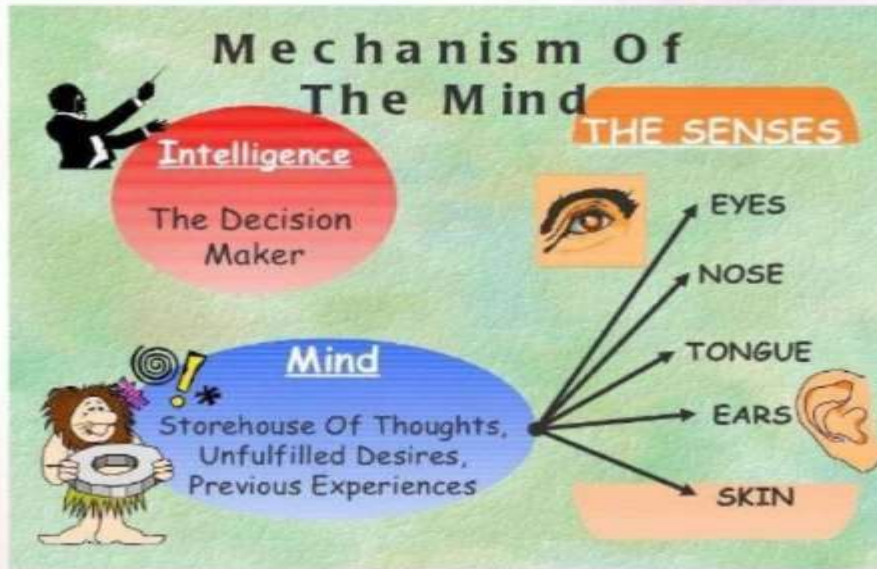 Mechanism Of
The Mind
Intelligence
The Decision
Maker
Mind
Storehouse Of Thoughts,
Unfulfilled Desires,
Previous Experiences
THE SENSES
EYES
NOSE
TONGUE
EARS
SKIN